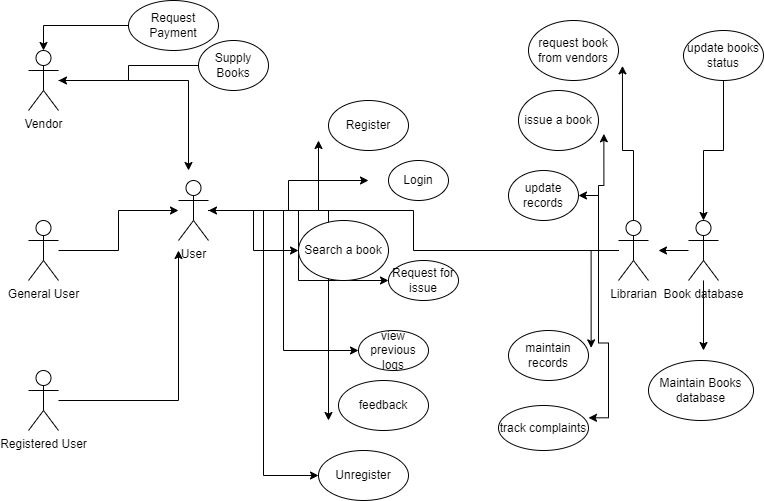 Request
Payment
Supply
Books
Vendor
request book
from vendors
update books
status
issue a book
Register
Login
update
records
User
Search a book
Request for
issue
General User
Librarian
Book database
view
previous
logs
maintain
records
Maintain Books
database
feedback
track complaints
Registered User
Unregister